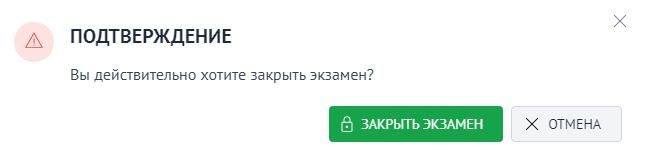 ПОДТВЕРЖДЕНИЕ
Вы действительно хотите закрыть экзамен?
ЗАКРЫТЬ ЭКЗАМЕН
ОТМЕНА